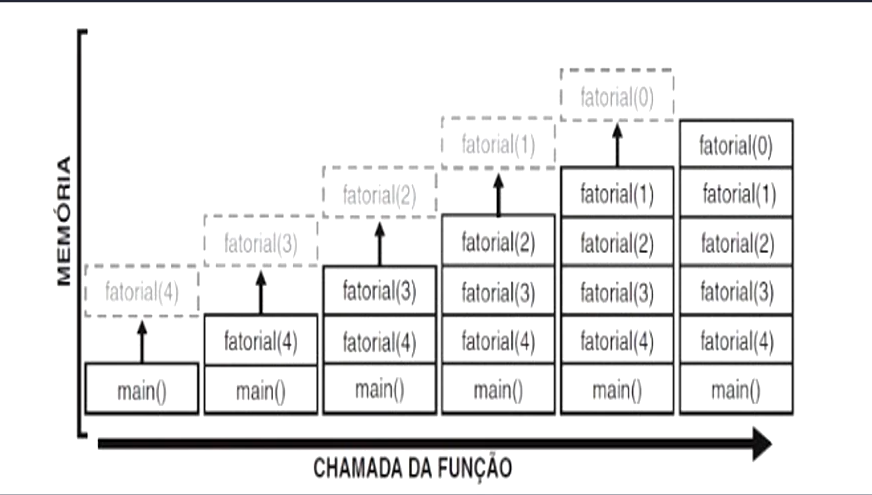 MEMÓRIA
fatorial(4)
main()
fatorial(3)
fatorial(4)
main()
fatorial(2)
fatorial(3)
fatorial(4)
main()
fatorial(1)
fatorial(2)
fatorial(3)
fatorial(4)
main()
fatorial(0)
fatorial(1)
fatorial(2)
fatorial(3)
fatorial(4)
main()
fatorial(0)
fatorial(1)
fatorial(2)
fatorial(3)
fatorial(4)
main()
CHAMADA DA FUNÇÃO